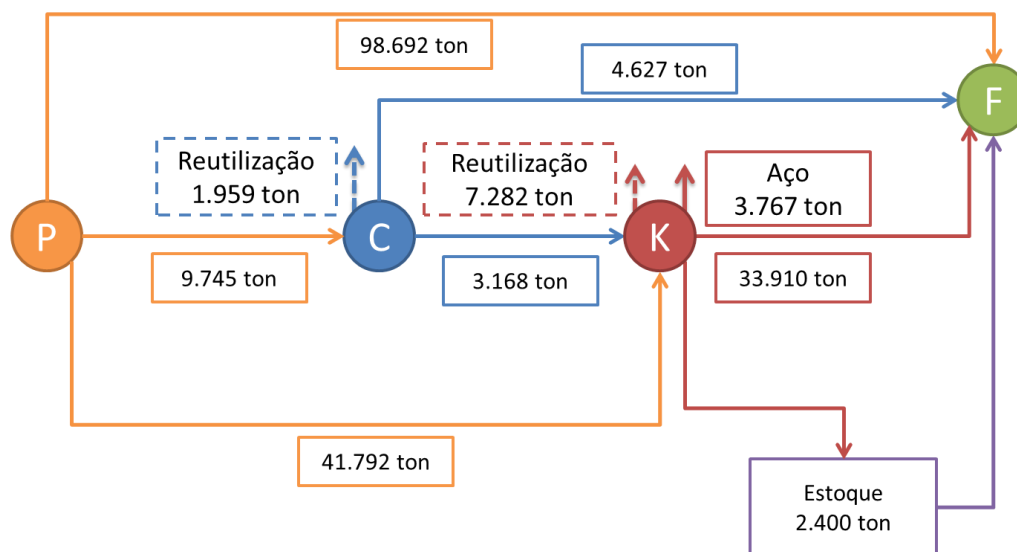 98.692 ton
4.627 ton
F
Reutilização
1.959 ton
Reutilização
7.282 ton
Aço
3.767 ton
P
C
K
9.745 ton
3.168 ton
33.910 ton
41.792 ton
Estoque
2.400 ton